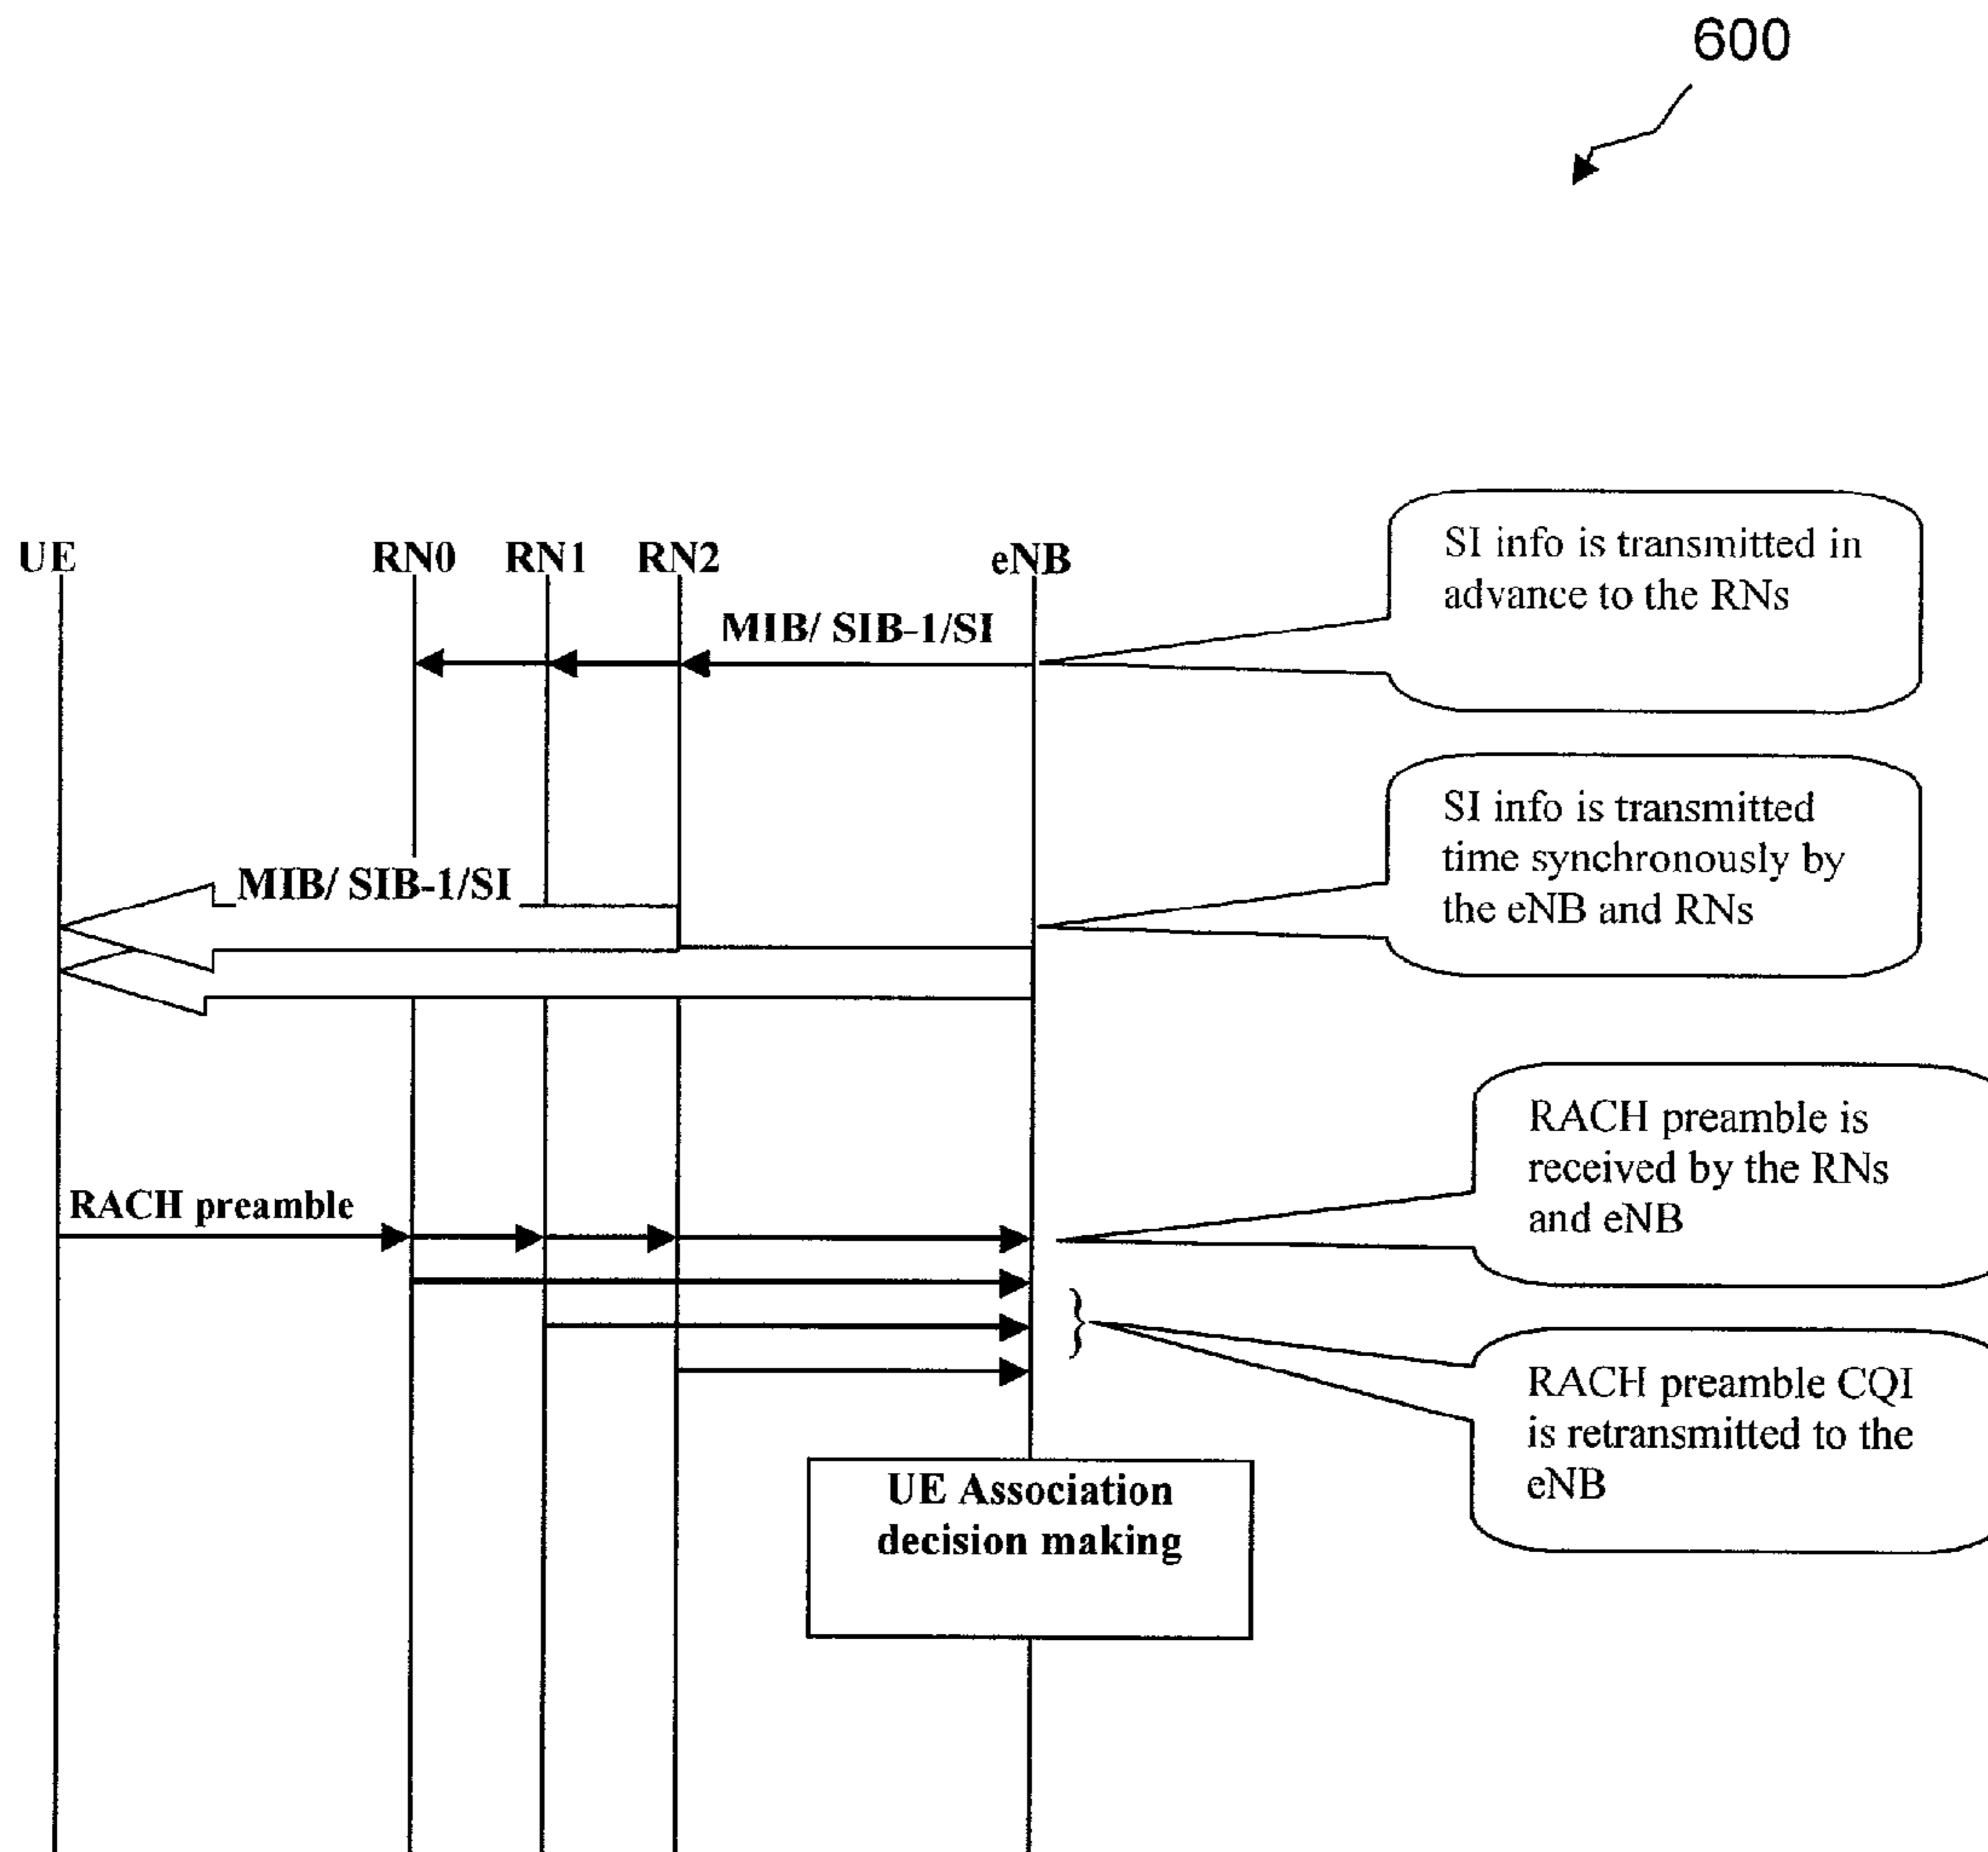 600
SI info is transmitted in
advance to the RNs
UE
RN0
RN1
RN2
eNB
MIB/ SIB-1/SI
SI info is transmitted
time synchronously by
the eNB and RNs
MIB/ SIB-1/SI
RACH preamble is
received by the RNs
and eNB
RACH preamble
RACH preamble CQI
is retransmitted to the
eNB
UE Association
decision making